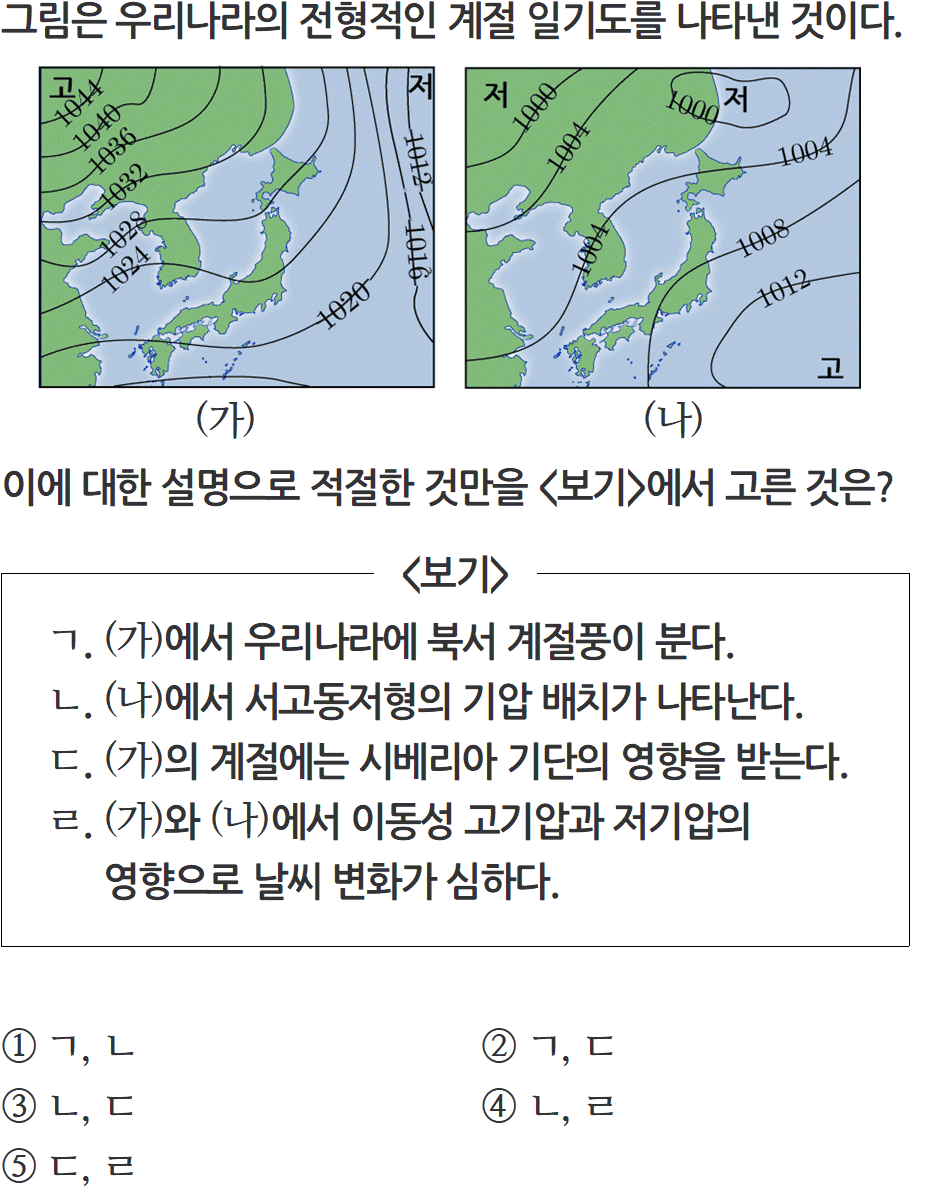 그림은 우리나라의 전형적인 계절 일기도를 나타낸 것이다.
고
저
1044
1040
1036
1032
1028
1024
1020
1012
1016
(가)
저
저
1000
1000
1004
1004
1004
1008
1012
고
(나)
이에 대한 설명으로 적절한 것만을 <보기>에서 고른 것은?
<보기>
ㄱ. (가)에서 우리나라에 북서 계절풍이 분다.
ㄴ. (나)에서 서고동저형의 기압 배치가 나타난다.
ㄷ. (가)의 계절에는 시베리아 기단의 영향을 받는다.
ㄹ. (가)와 (나)에서 이동성 고기압과 저기압의
영향으로 날씨 변화가 심하다.
① ㄱ, ㄴ
② ㄱ, ㄷ
③ ㄴ, ㄷ
④ ㄴ, ㄹ
⑤ ㄷ, ㄹ